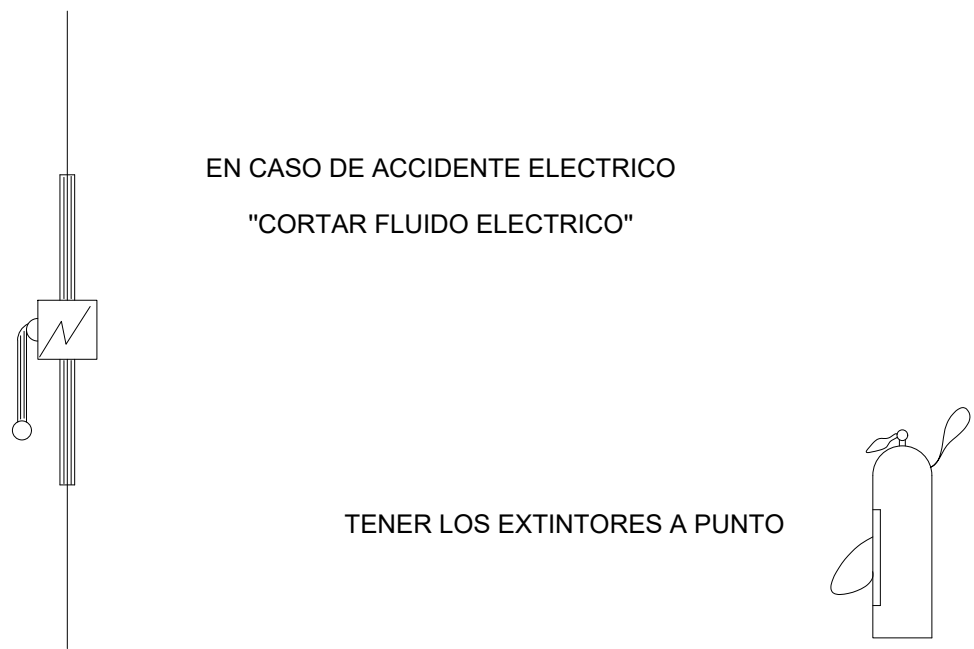 EN CASO DE ACCIDENTE ELECTRICO
"CORTAR FLUIDO ELECTRICO"
TENER LOS EXTINTORES A PUNTO